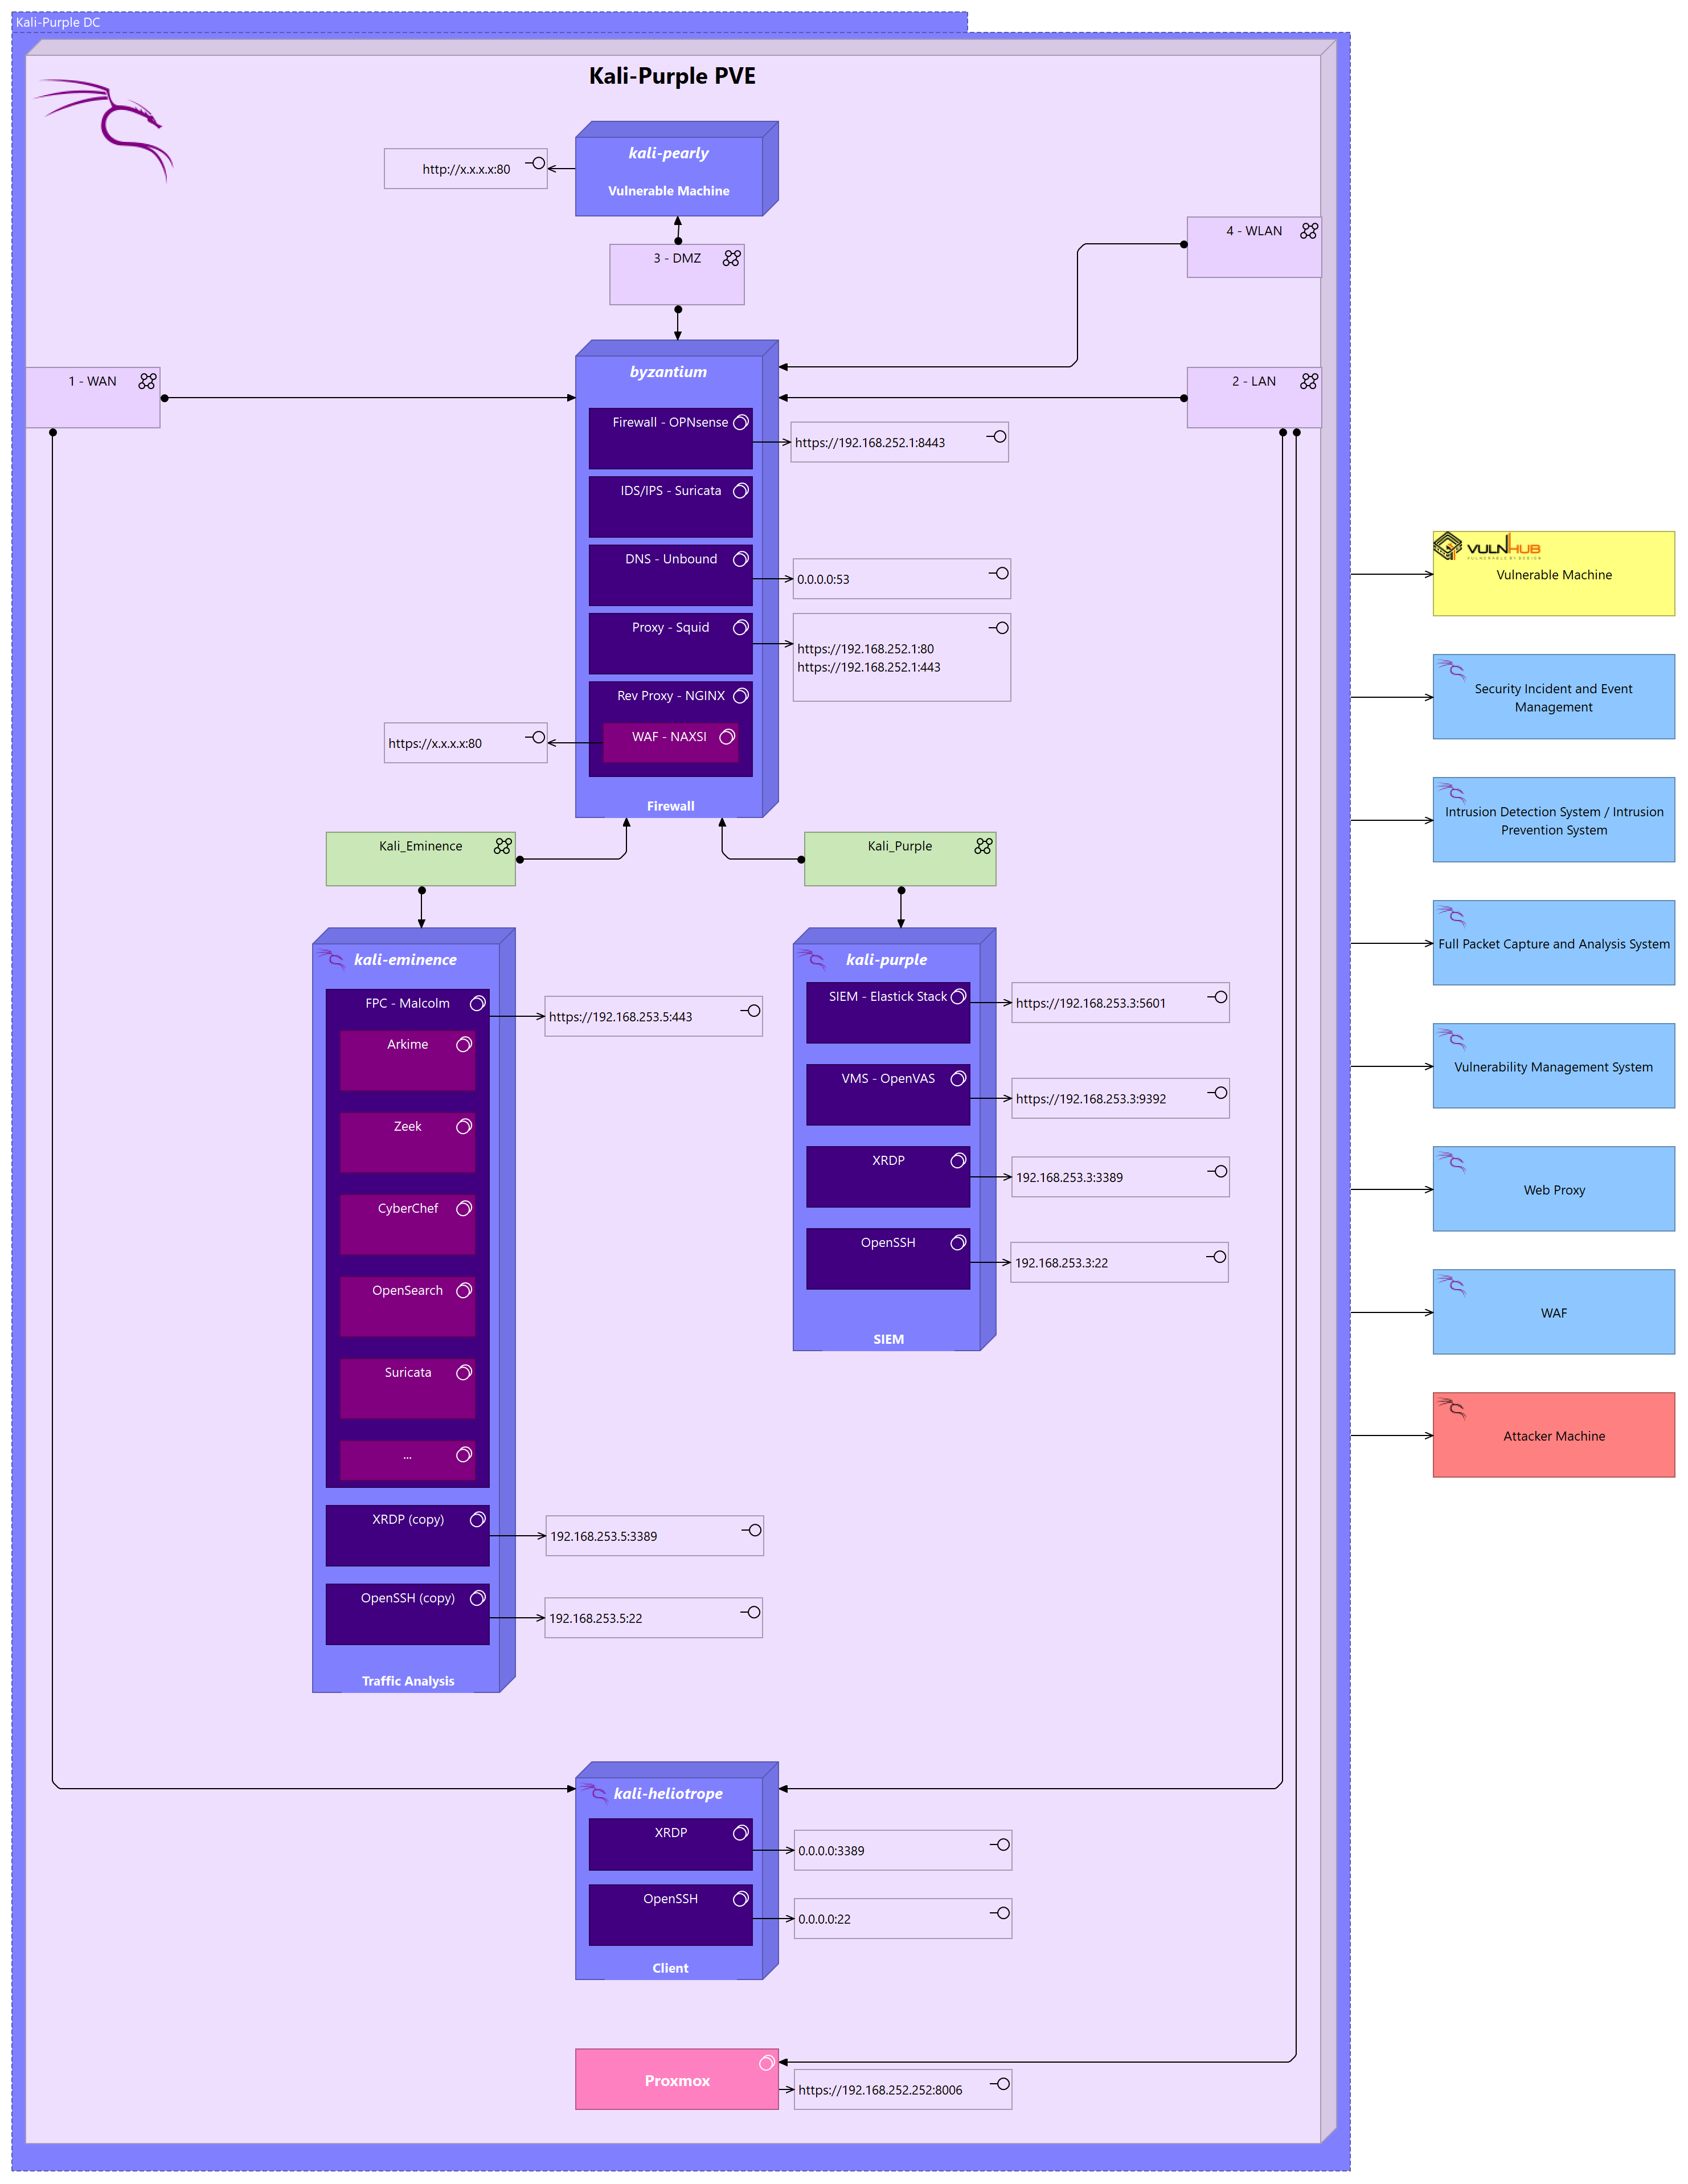 Kali-Purple DC
Kali-Purple PVE
kali-pearly
Vulnerable Machine
http://x.x.x.x:80
3 - DMZ
4 - WLAN
1 - WAN
2 - LAN
byzantium
Firewall - OPNsense
https://192.168.252.1:8443
IDS/IPS - Suricata
DNS - Unbound
0.0.0.0:53
Proxy - Squid
https://192.168.252.1:80
https://192.168.252.1:443
Rev Proxy - NGINX
WAF - NAXSI
https://x.x.x.x:80
Firewall
Kali_Eminence
Kali_Purple
kali-eminence
FPC - Malcolm
https://192.168.253.5:443
Arkime
Zeek
CyberChef
OpenSearch
Suricata
...
XRDP (copy)
192.168.253.5:3389
OpenSSH (copy)
192.168.253.5:22
Traffic Analysis
kali-purple
SIEM - Elastick Stack
https://192.168.253.3:5601
VMS - OpenVAS
https://192.168.253.3:9392
XRDP
192.168.253.3:3389
OpenSSH
192.168.253.3:22
SIEM
kali-heliotrope
XRDP
0.0.0.0:3389
OpenSSH
0.0.0.0:22
Client
Proxmox
https://192.168.252.252:8006
VULNHUB
VULNERABLE BY DESIGN
Vulnerable Machine
Security Incident and Event
Management
Intrusion Detection System / Intrusion
Prevention System
Full Packet Capture and Analysis System
Vulnerability Management System
Web Proxy
WAF
Attacker Machine